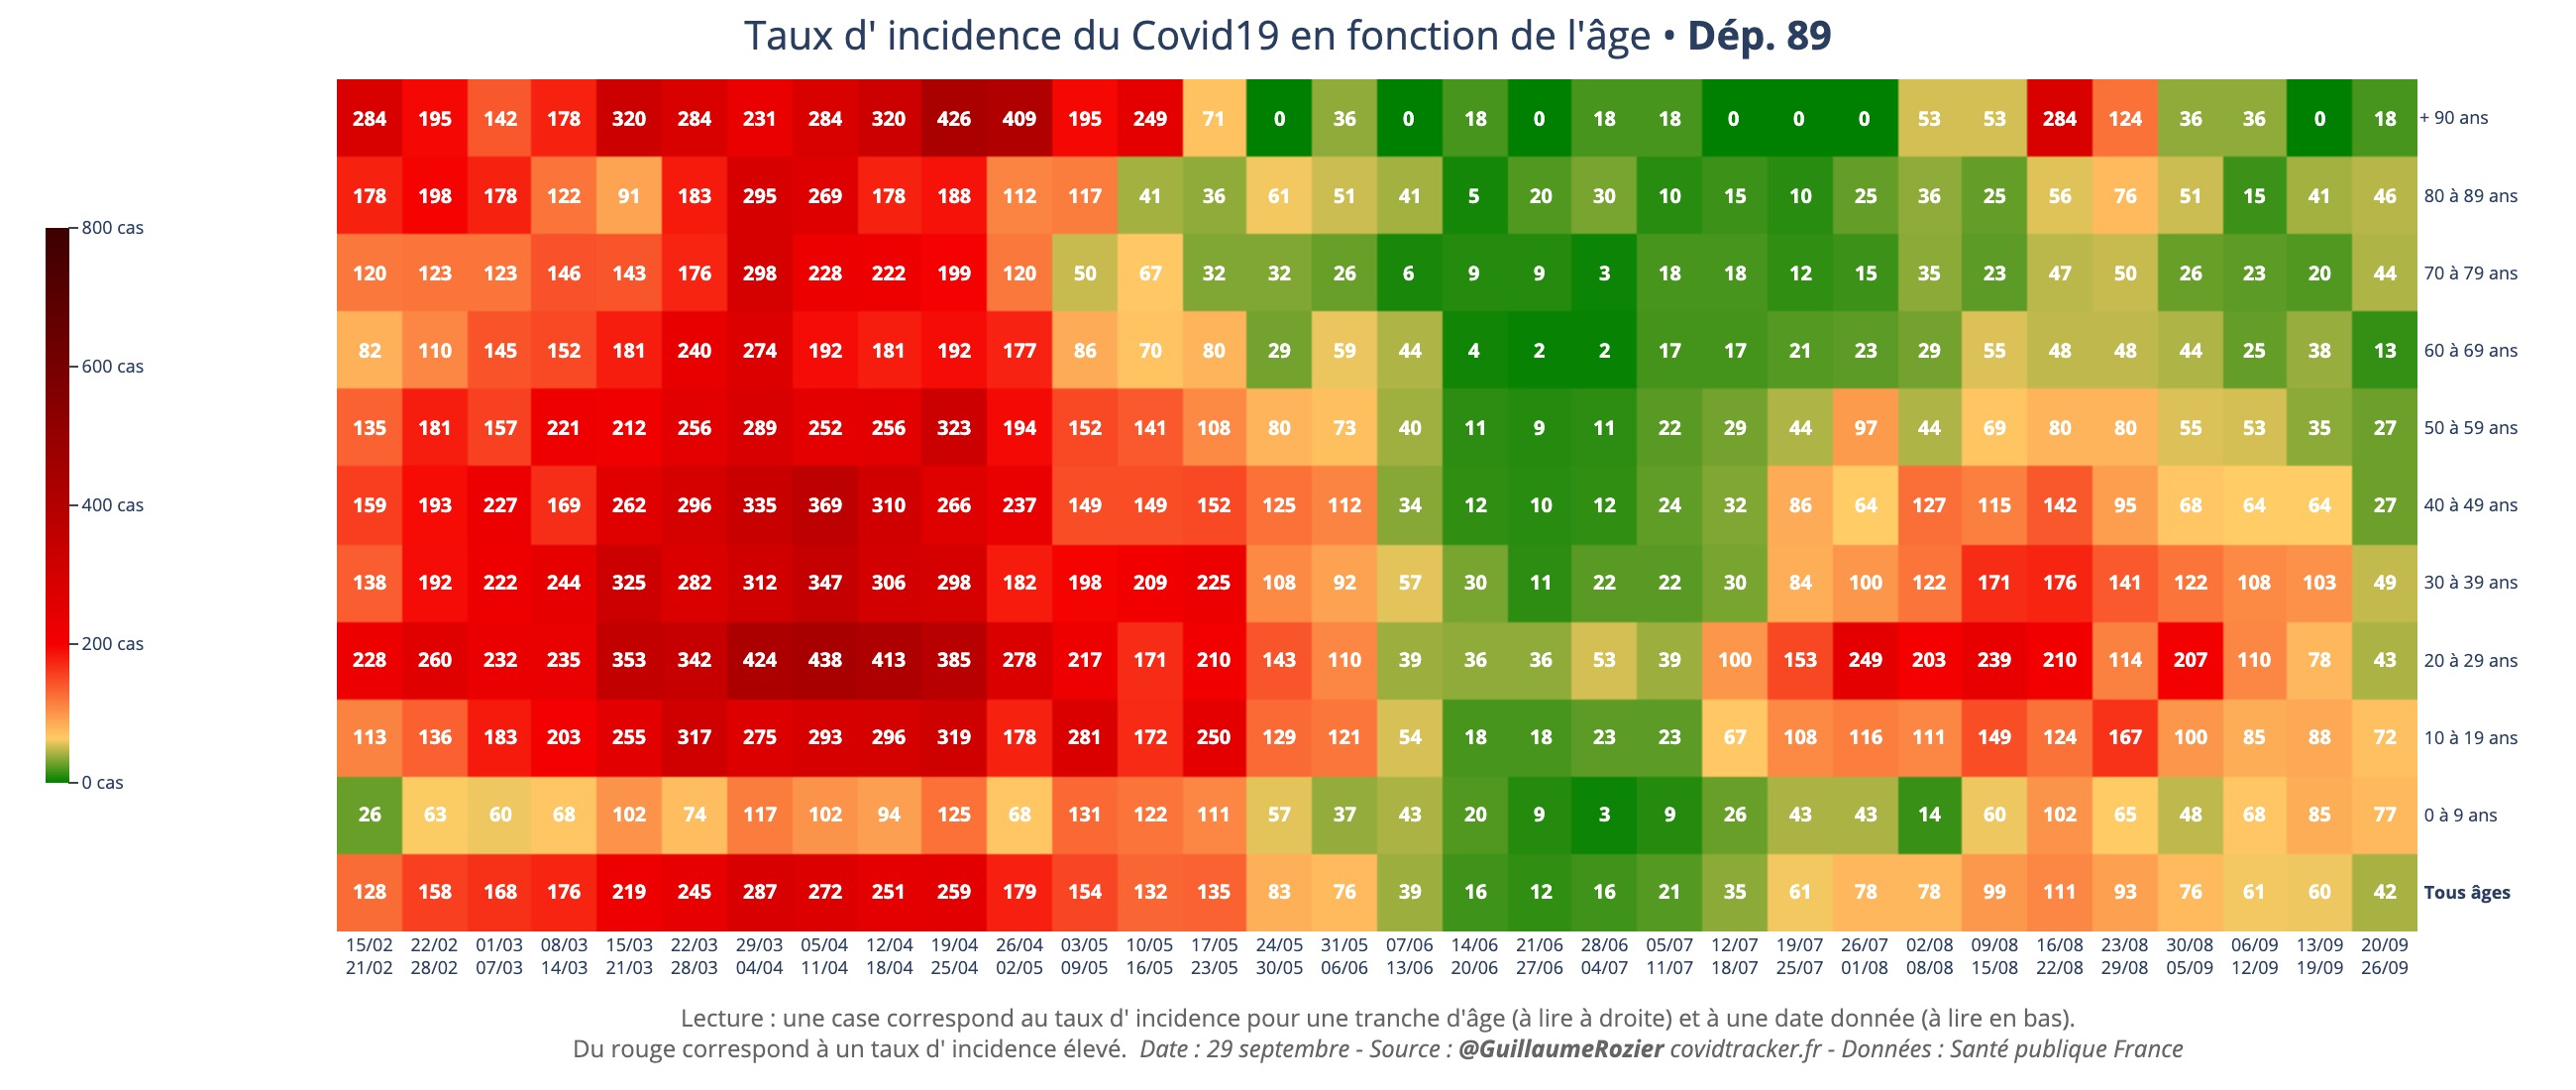 Taux d' incidence du Covid19 en fonction de l'âge • Dép. 89
800 cas
600 cas
400 cas
200 cas
0 cas
284 195 142 178 320 284 231 284 320 426 409 195 249 71 0 36 0 18 0 18 18 0 0 0 53 53 284 124 36 36 0 18 + 90 ans
178 198 178 122 91 183 295 269 178 188 112 117 41 36 61 51 41 5 20 30 10 15 10 25 36 25 56 76 51 15 41 46 80 à 89 ans
120 123 123 146 143 176 298 228 222 199 120 50 67 32 32 26 6 9 9 3 18 18 12 15 35 23 47 50 26 23 20 44 70 à 79 ans
82 110 145 152 181 240 274 192 181 192 177 86 70 80 29 59 44 4 2 2 17 17 21 23 29 55 48 48 44 25 38 13 60 à 69 ans
135 181 157 221 212 256 289 252 256 323 194 152 141 108 80 73 40 11 9 11 22 29 44 97 44 69 80 80 55 53 35 27 50 à 59 ans
159 193 227 169 262 296 335 369 310 266 237 149 149 152 125 112 34 12 10 12 24 32 86 64 127 115 142 95 68 64 64 27 40 à 49 ans
138 192 222 244 325 282 312 347 306 298 182 198 209 225 108 92 57 30 11 22 22 30 84 100 122 171 176 141 122 108 103 49 30 à 39 ans
228 260 232 235 353 342 424 438 413 385 278 217 171 210 143 110 39 36 36 53 39 100 153 249 203 239 210 114 207 110 78 43 20 à 29 ans
113 136 183 203 255 317 275 293 296 319 178 281 172 250 129 121 54 18 18 23 23 67 108 116 111 149 124 167 100 85 88 72 10 à 19 ans
26 63 60 68 102 74 117 102 94 125 68 131 122 111 57 37 43 20 9 3 9 26 43 43 14 60 102 65 48 68 85 77 0 à 9 ans
128 158 168 176 219 245 287 272 251 259 179 154 132 135 83 76 39 16 12 16 21 35 61 78 78 99 111 93 76 61 60 42 Tous âges
15/02 22/02 01/03 08/03 15/03 22/03 29/03 05/04 12/04 19/04 26/04 03/05 10/05 17/05 24/05 31/05 07/06 14/06 21/06 28/06 05/07 12/07 19/07 26/07 02/08 09/08 16/08 23/08 30/08 06/09 13/09 20/09
21/02 28/02 07/03 14/03 21/03 28/03 04/04 11/04 18/04 25/04 02/05 09/05 16/05 23/05 30/05 06/06 13/06 20/06 27/06 04/07 11/07 18/07 25/07 01/08 08/08 15/08 22/08 29/08 05/09 12/09 19/09 26/09
Lecture : une case correspond au taux d' incidence pour une tranche d'âge (à lire à droite) et à une date donnée (à lire en bas).
Du rouge correspond à un taux d' incidence élevé. Date : 29 septembre - Source : @GuillaumeRozier covidtracker.fr - Données : Santé publique France